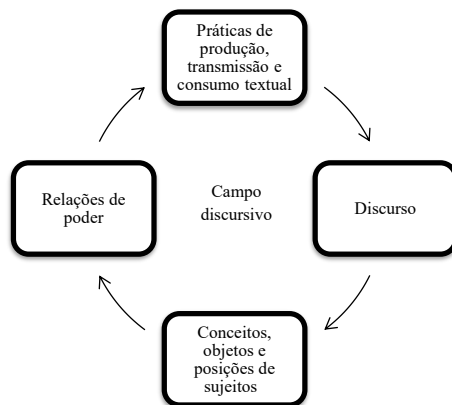 Práticas de
produção,
transmissão e
consumo textual
Relações de
poder
Campo
discursivo
Discurso
Conceitos,
objetos e
posições de
sujeitos